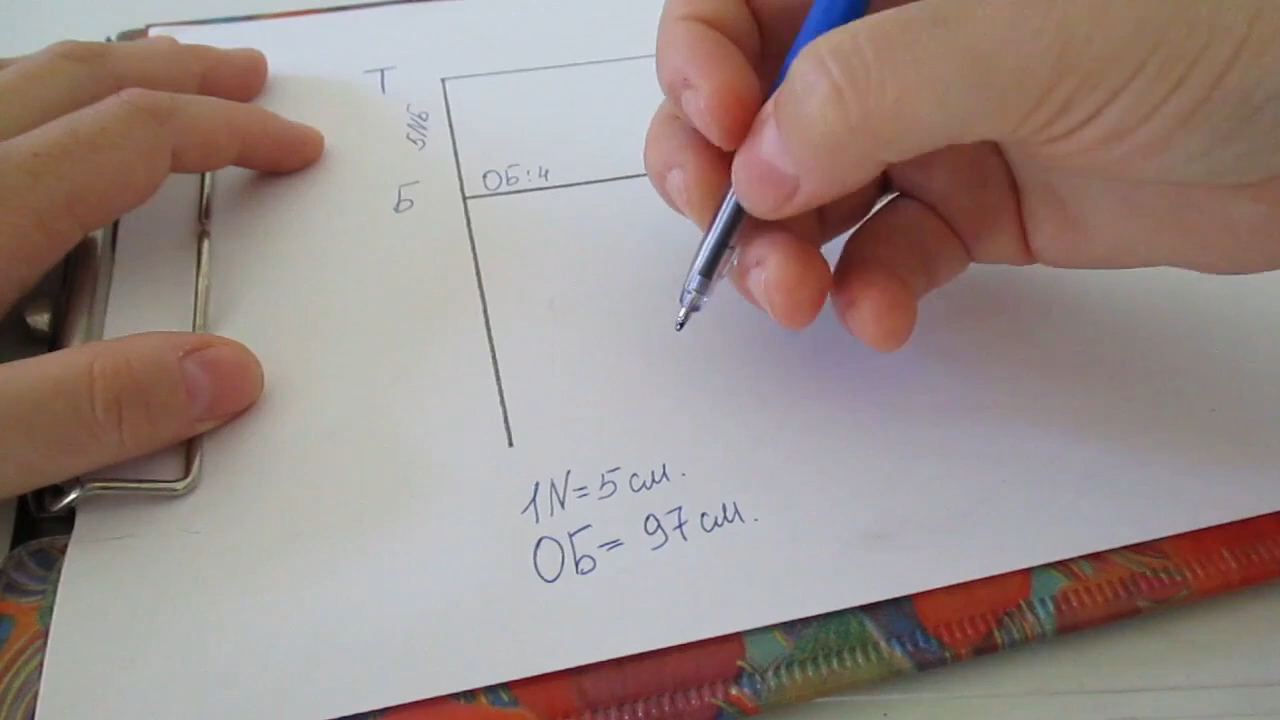 Т
5N6
Б
ОБ:4
1N=5 см.
ОБ= 97 см.